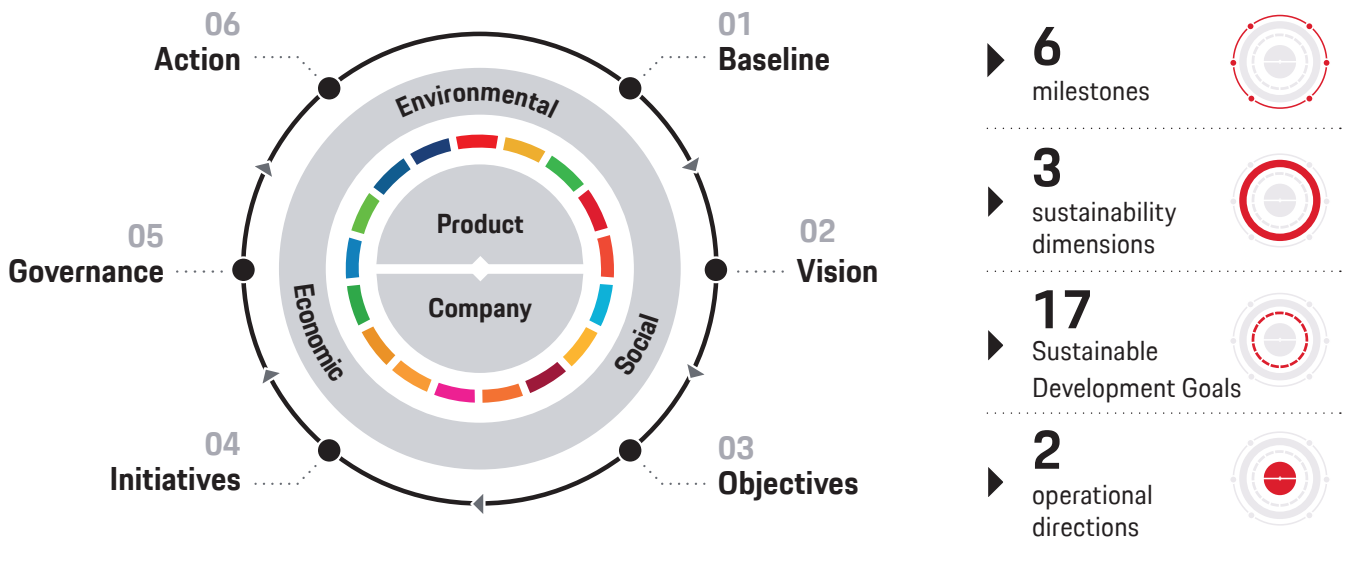 06
Action
01
Baseline
Environmental
Product
05
Governance
02
Vision
Company
Economic
Social
04
Initiatives
03
Objectives
6
milestones
3
sustainability
dimensions
17
Sustainable
Development Goals
2
operational
directions